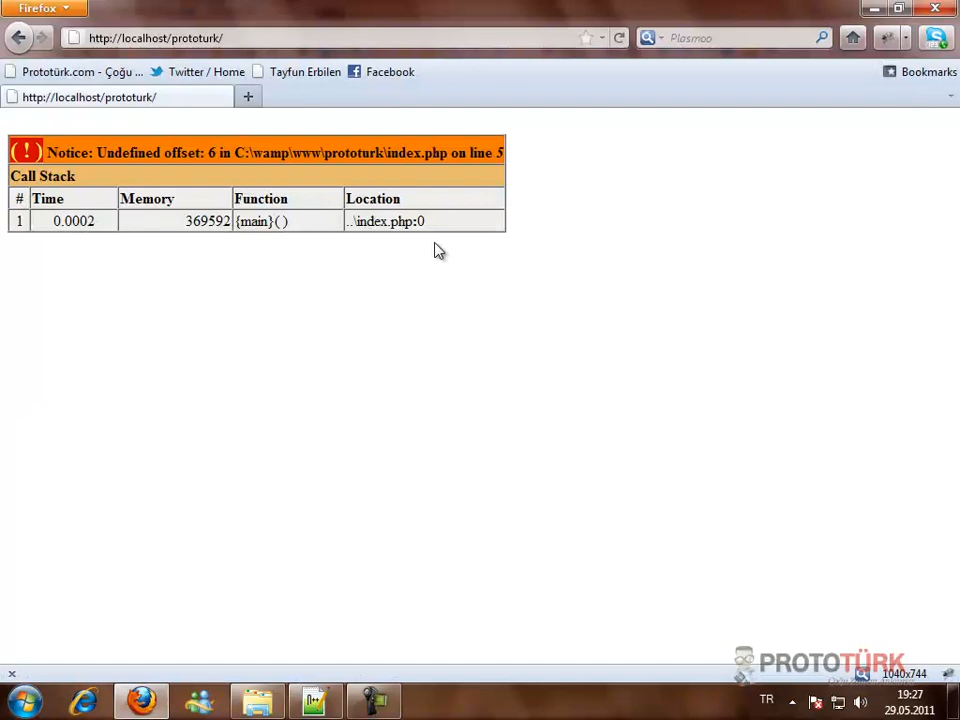 Firefox
http://localhost/prototurk/
Plasmoo
Prototürk.com - Çoğu ...
Twitter / Home
Tayfun Erbilen
Facebook
Bookmarks
http://localhost/prototurk/
( ! ) Notice: Undefined offset: 6 in C:\wamp\www\prototurk\index.php on line 5
Call Stack
# Time Memory Function Location
1 0.0002 369592 {main}( ) ..\index.php:0
PROTOTÜRK
1040x744
TR
19:27
29.05.2011